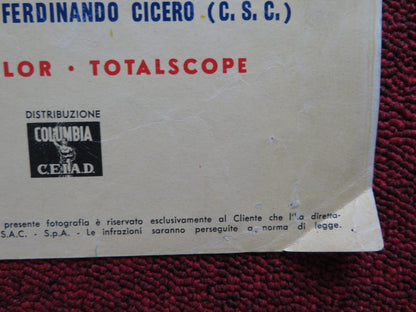 FERDINANDO CICERO (C. S. C.)
LOR • TOTALSCOPE
DISTRIBUZIONE
COLUMBIA
C.E.I.A.D.
presente fotografia è riservato esclusivamente al Cliente che l'ha diretta-
S.A.C. - S.p.A. - Le infrazioni saranno perseguite a norma di legge.